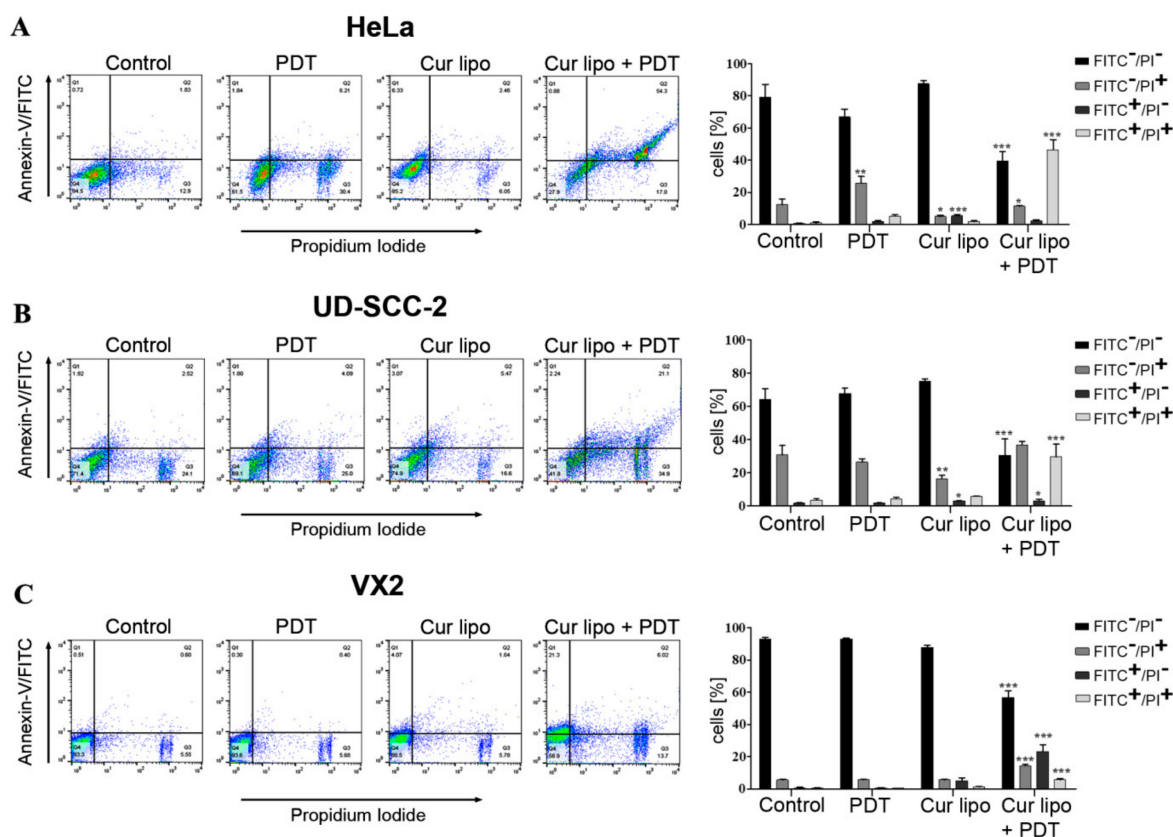 A
HeLa
Control
PDT
Cur lipo
Cur lipo + PDT
Annexin-V/FITC
Q1
0.72
Q2
1.83
Q4
84.5
Q3
12.9
Q1
1.84
Q2
6.21
Q4
61.5
Q3
30.4
Q1
6.33
Q2
2.46
Q4
85.2
Q3
6.05
Q1
0.88
Q2
54.3
Q4
27.9
Q3
17.0
Propidium Iodide
cells [%]
100
80
60
40
20
0
**
* ***
***
*
***
Control
PDT
Cur lipo
Cur lipo
+ PDT
FITC⁻/PI⁻
FITC⁻/PI⁺
FITC⁺/PI⁻
FITC⁺/PI⁺
B
UD-SCC-2
Control
PDT
Cur lipo
Cur lipo + PDT
Annexin-V/FITC
Q1
1.92
Q2
2.52
Q4
71.4
Q3
24.1
Q1
1.80
Q2
4.09
Q4
69.1
Q3
25.0
Q1
3.07
Q2
5.47
Q4
74.9
Q3
16.6
Q1
2.24
Q2
21.1
Q4
41.8
Q3
34.9
Propidium Iodide
cells [%]
100
80
60
40
20
0
**
*
***
*
***
Control
PDT
Cur lipo
Cur lipo
+ PDT
FITC⁻/PI⁻
FITC⁻/PI⁺
FITC⁺/PI⁻
FITC⁺/PI⁺
C
VX2
Control
PDT
Cur lipo
Cur lipo + PDT
Annexin-V/FITC
Q1
0.51
Q2
0.60
Q4
93.3
Q3
5.55
Q1
0.30
Q2
0.40
Q4
93.6
Q3
5.68
Q1
4.07
Q2
1.64
Q4
88.5
Q3
5.78
Q1
21.3
Q2
6.02
Q4
58.9
Q3
13.7
Propidium Iodide
cells [%]
100
80
60
40
20
0
***
***
***
***
Control
PDT
Cur lipo
Cur lipo
+ PDT
FITC⁻/PI⁻
FITC⁻/PI⁺
FITC⁺/PI⁻
FITC⁺/PI⁺